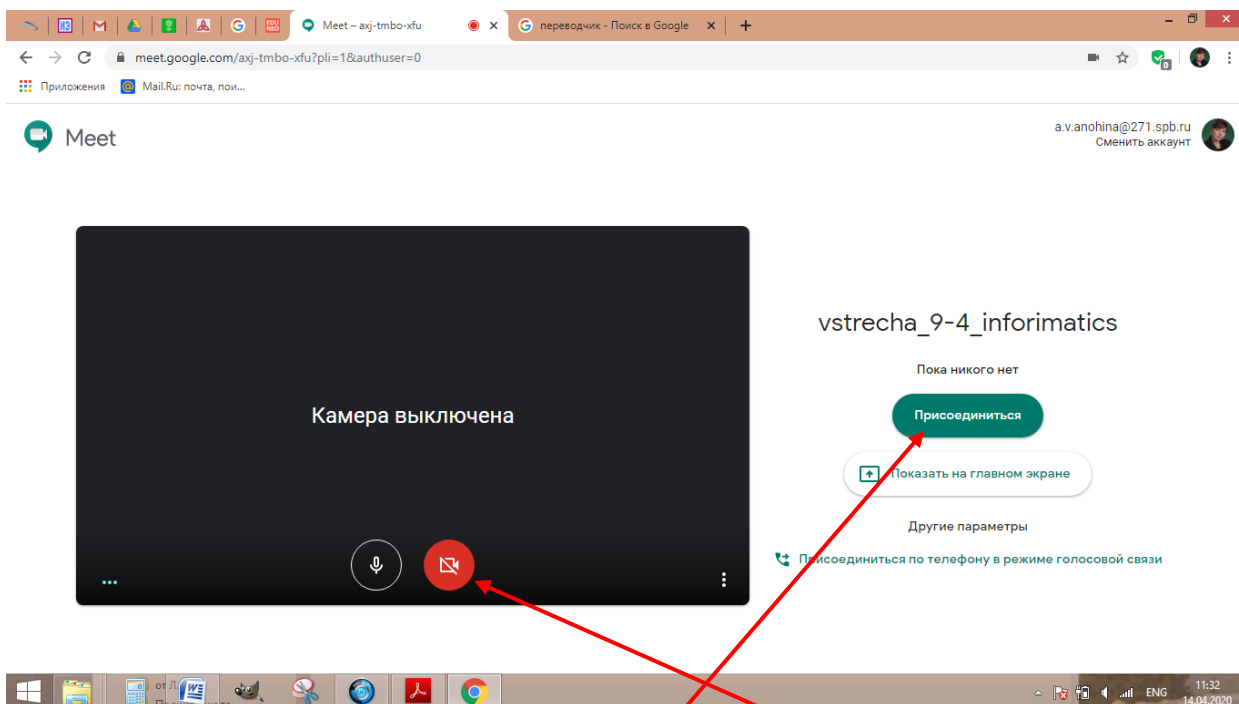 Meet – axj-tmbo-xfu
переводчик - Поиск в Google
meet.google.com/axj-tmbo-xfu?pli=1&authuser=0
Приложения
Mail.Ru: почта, пои...
Meet
a.v.anohina@271.spb.ru
Сменить аккаунт
vstrecha_9-4_inforimatics
Пока никого нет
Камера выключена
Присоединиться
Показать на главном экране
Другие параметры
Присоединиться по телефону в режиме голосовой связи
ENG
11:32
14.04.2020